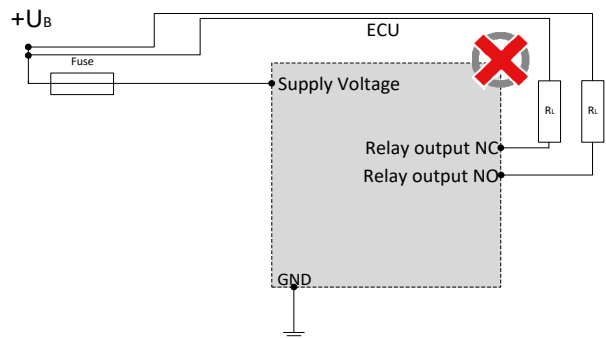 +UB
ECU
Fuse
Supply Voltage
RL RL
Relay output NC
Relay output NO
GND